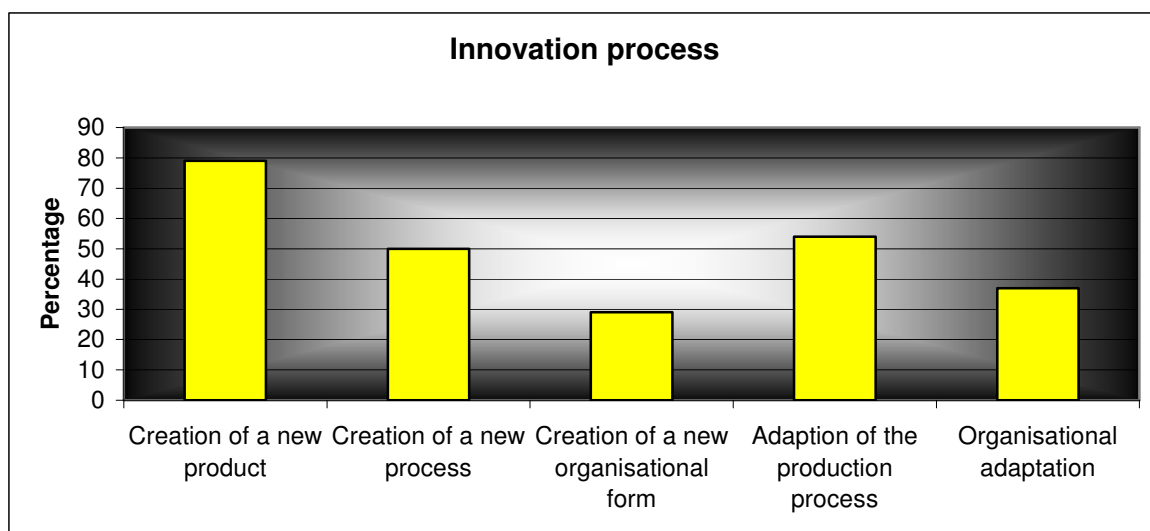 Innovation process
Percentage
90
80
70
60
50
40
30
20
10
0
Creation of a new product
Creation of a new process
Creation of a new organisational form
Adaption of the production process
Organisational adaptation